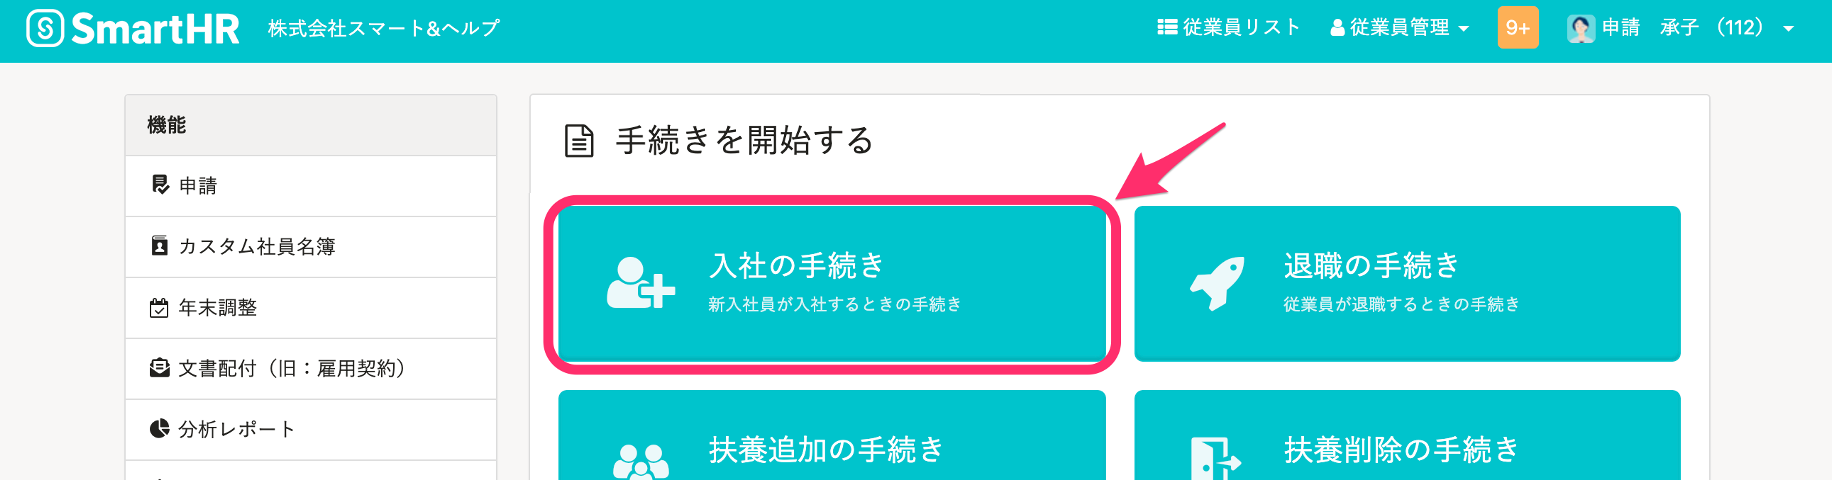 SmartHR 株式会社スマート&ヘルプ 従業員リスト 従業員管理 9+ 申請 承子 （112）
機能
申請
カスタム社員名簿
年末調整
文書配付（旧：雇用契約）
分析レポート
手続きを開始する
入社の手続き
新入社員が入社するときの手続き
退職の手続き
従業員が退職するときの手続き
扶養追加の手続き
扶養削除の手続き